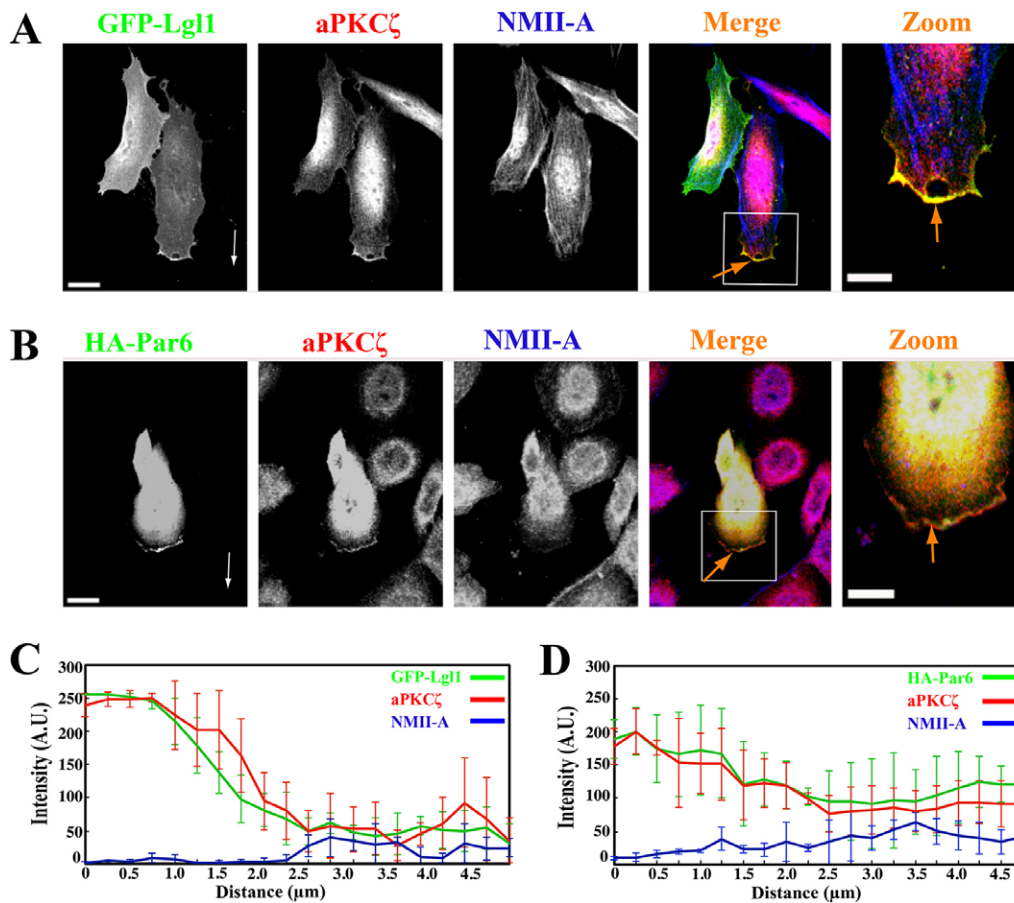 A GFP-Lgl1 aPKCζ NMII-A Merge Zoom
B HA-Par6 aPKCζ NMII-A Merge Zoom
C
300
250
200
150
100
50
0
Intensity (A.U.)
GFP-Lgl1
aPKCζ
NMII-A
0 0.5 1.0 1.5 2.0 2.5 3.0 3.5 4.0 4.5
Distance (μm)
D
300
250
200
150
100
50
0
Intensity (A.U.)
HA-Par6
aPKCζ
NMII-A
0 0.5 1.0 1.5 2.0 2.5 3.0 3.5 4.0 4.5
Distance (μm)